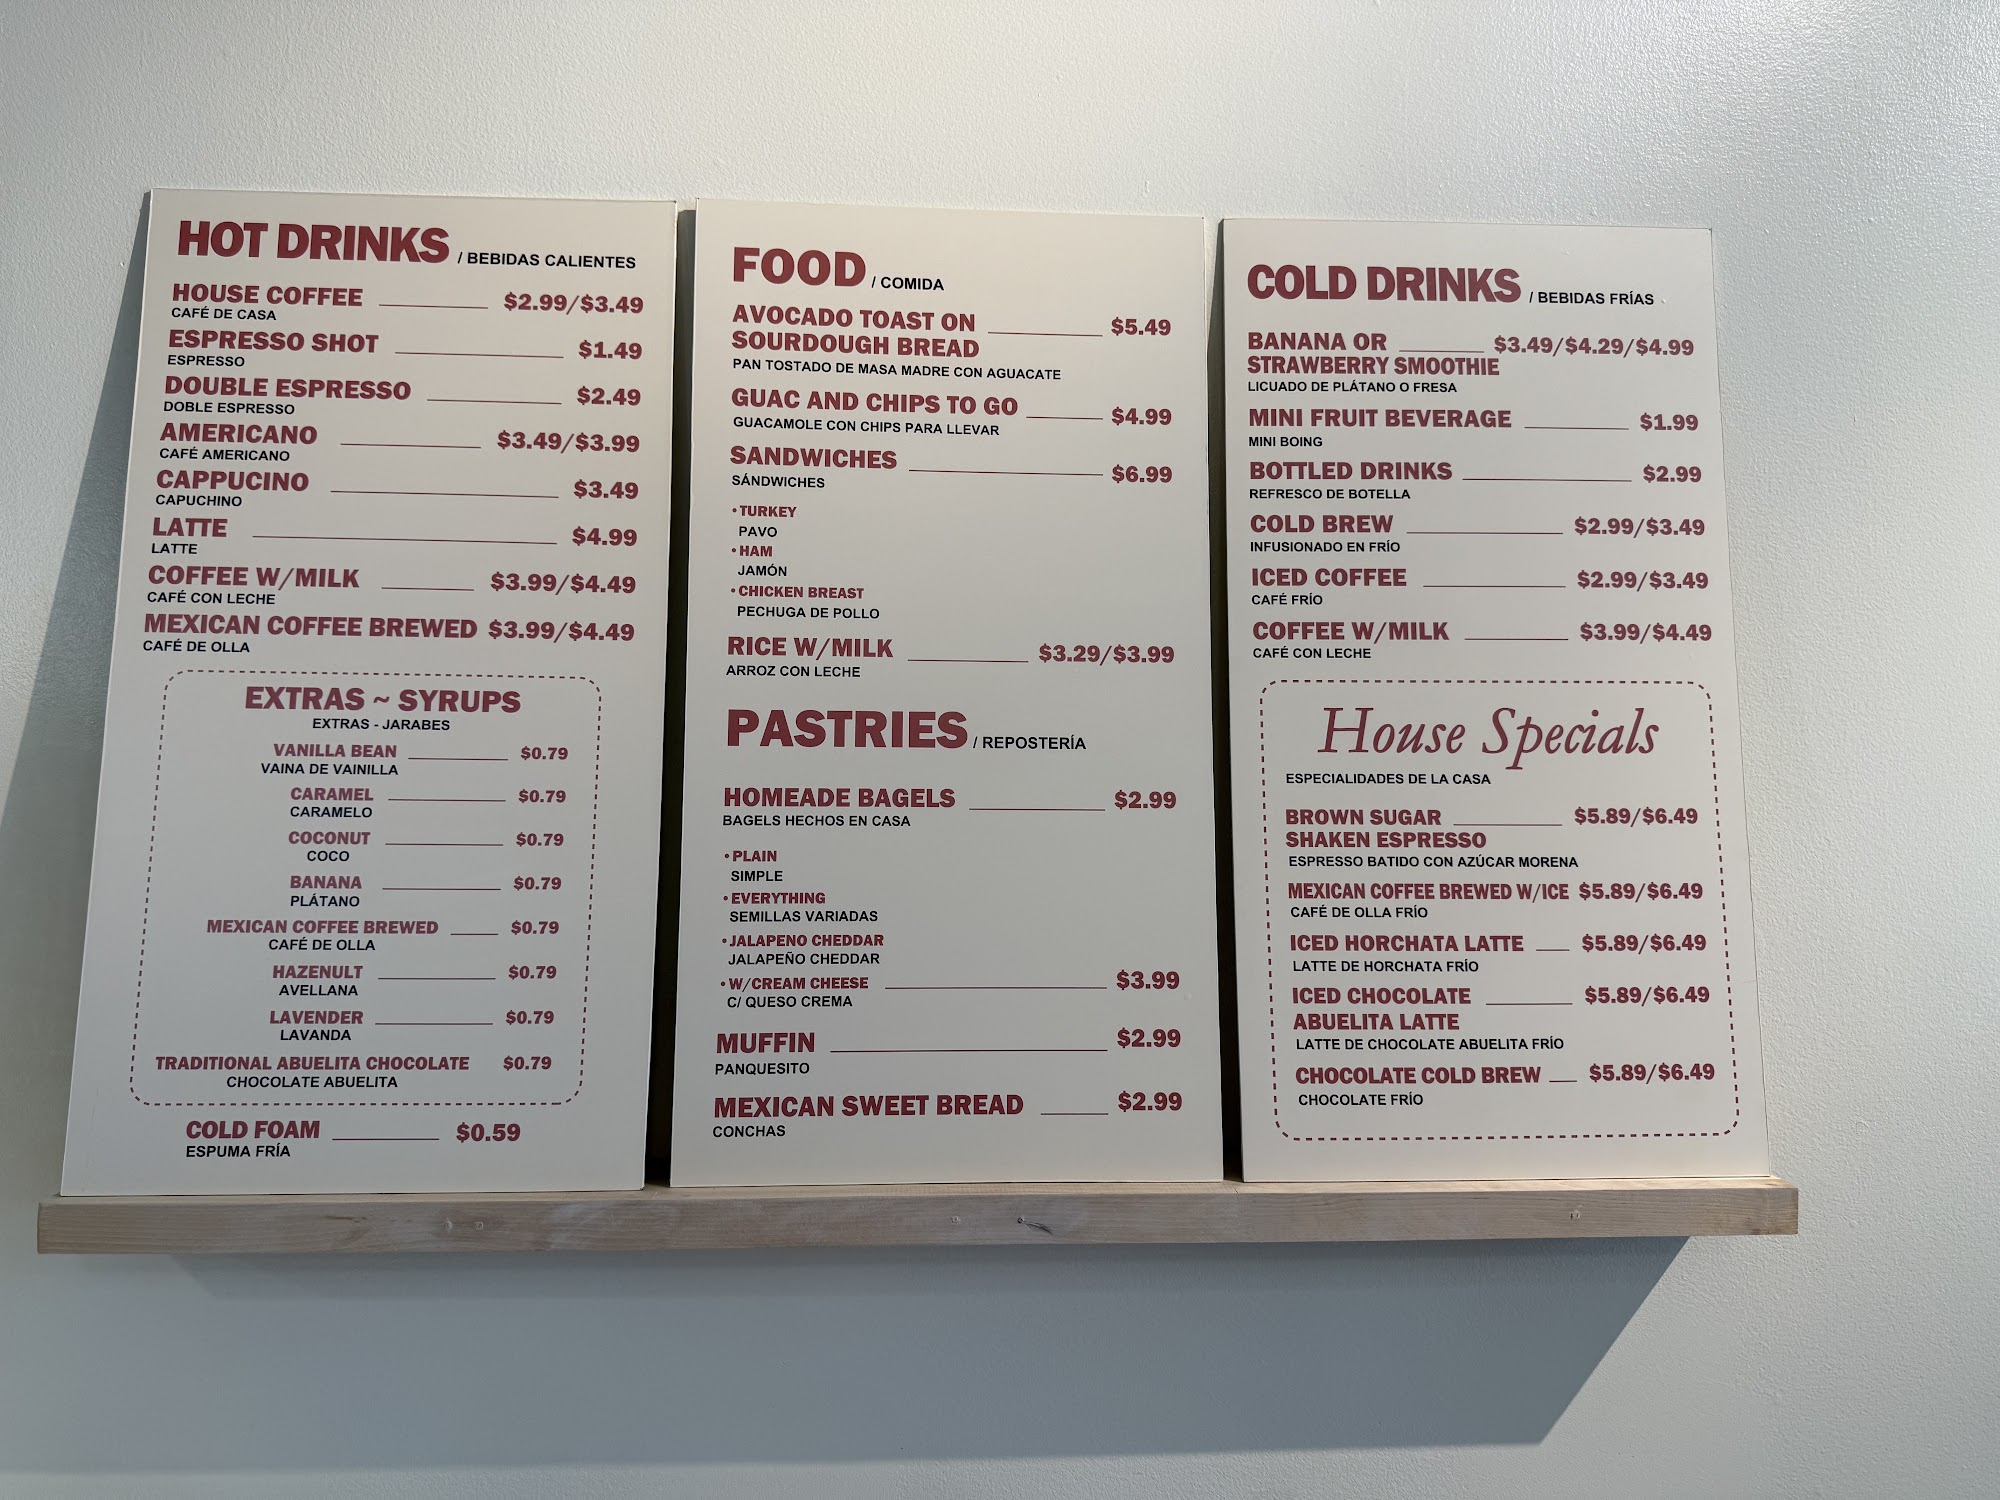 HOT DRINKS / BEBIDAS CALIENTES
HOUSE COFFEE $2.99/$3.49
CAFÉ DE CASA
ESPRESSO SHOT $1.49
ESPRESSO
DOUBLE ESPRESSO $2.49
DOBLE ESPRESSO
AMERICANO $3.49/$3.99
CAFÉ AMERICANO
CAPPUCINO $3.49
CAPUCHINO
LATTE $4.99
LATTE
COFFEE W/MILK $3.99/$4.49
CAFÉ CON LECHE
MEXICAN COFFEE BREWED $3.99/$4.49
CAFÉ DE OLLA
EXTRAS ~ SYRUPS
EXTRAS - JARABES
VANILLA BEAN $0.79
VAINA DE VAINILLA
CARAMEL $0.79
CARAMELO
COCONUT $0.79
COCO
BANANA $0.79
PLÁTANO
MEXICAN COFFEE BREWED $0.79
CAFÉ DE OLLA
HAZENULT $0.79
AVELLANA
LAVENDER $0.79
LAVANDA
TRADITIONAL ABUELITA CHOCOLATE $0.79
CHOCOLATE ABUELITA
COLD FOAM $0.59
ESPUMA FRÍA
FOOD / COMIDA
AVOCADO TOAST ON $5.49
SOURDOUGH BREAD
PAN TOSTADO DE MASA MADRE CON AGUACATE
GUAC AND CHIPS TO GO $4.99
GUACAMOLE CON CHIPS PARA LLEVAR
SANDWICHES $6.99
SÁNDWICHES
• TURKEY
PAVO
• HAM
JAMÓN
• CHICKEN BREAST
PECHUGA DE POLLO
RICE W/MILK $3.29/$3.99
ARROZ CON LECHE
PASTRIES / REPOSTERÍA
HOMEADE BAGELS $2.99
BAGELS HECHOS EN CASA
• PLAIN
SIMPLE
• EVERYTHING
SEMILLAS VARIADAS
• JALAPENO CHEDDAR
JALAPEÑO CHEDDAR
• W/CREAM CHEESE $3.99
C/ QUESO CREMA
MUFFIN $2.99
PANQUESITO
MEXICAN SWEET BREAD $2.99
CONCHAS
COLD DRINKS / BEBIDAS FRÍAS
BANANA OR $3.49/$4.29/$4.99
STRAWBERRY SMOOTHIE
LICUADO DE PLÁTANO O FRESA
MINI FRUIT BEVERAGE $1.99
MINI BOING
BOTTLED DRINKS $2.99
REFRESCO DE BOTELLA
COLD BREW $2.99/$3.49
INFUSIONADO EN FRÍO
ICED COFFEE $2.99/$3.49
CAFÉ FRÍO
COFFEE W/MILK $3.99/$4.49
CAFÉ CON LECHE
House Specials
ESPECIALIDADES DE LA CASA
BROWN SUGAR $5.89/$6.49
SHAKEN ESPRESSO
ESPRESSO BATIDO CON AZÚCAR MORENA
MEXICAN COFFEE BREWED W/ICE $5.89/$6.49
CAFÉ DE OLLA FRÍO
ICED HORCHATA LATTE $5.89/$6.49
LATTE DE HORCHATA FRÍO
ICED CHOCOLATE $5.89/$6.49
ABUELITA LATTE
LATTE DE CHOCOLATE ABUELITA FRÍO
CHOCOLATE COLD BREW $5.89/$6.49
CHOCOLATE FRÍO